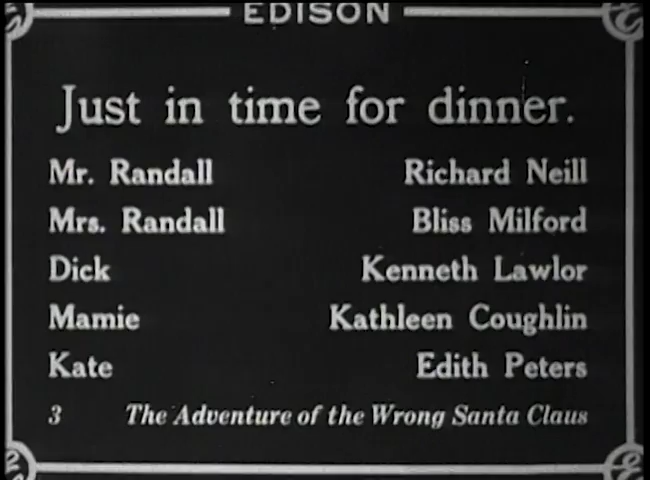 EDISON
Just in time for dinner.
Mr. Randall Richard Neill
Mrs. Randall Bliss Milford
Dick Kenneth Lawlor
Mamie Kathleen Coughlin
Kate Edith Peters
3 The Adventure of the Wrong Santa Claus